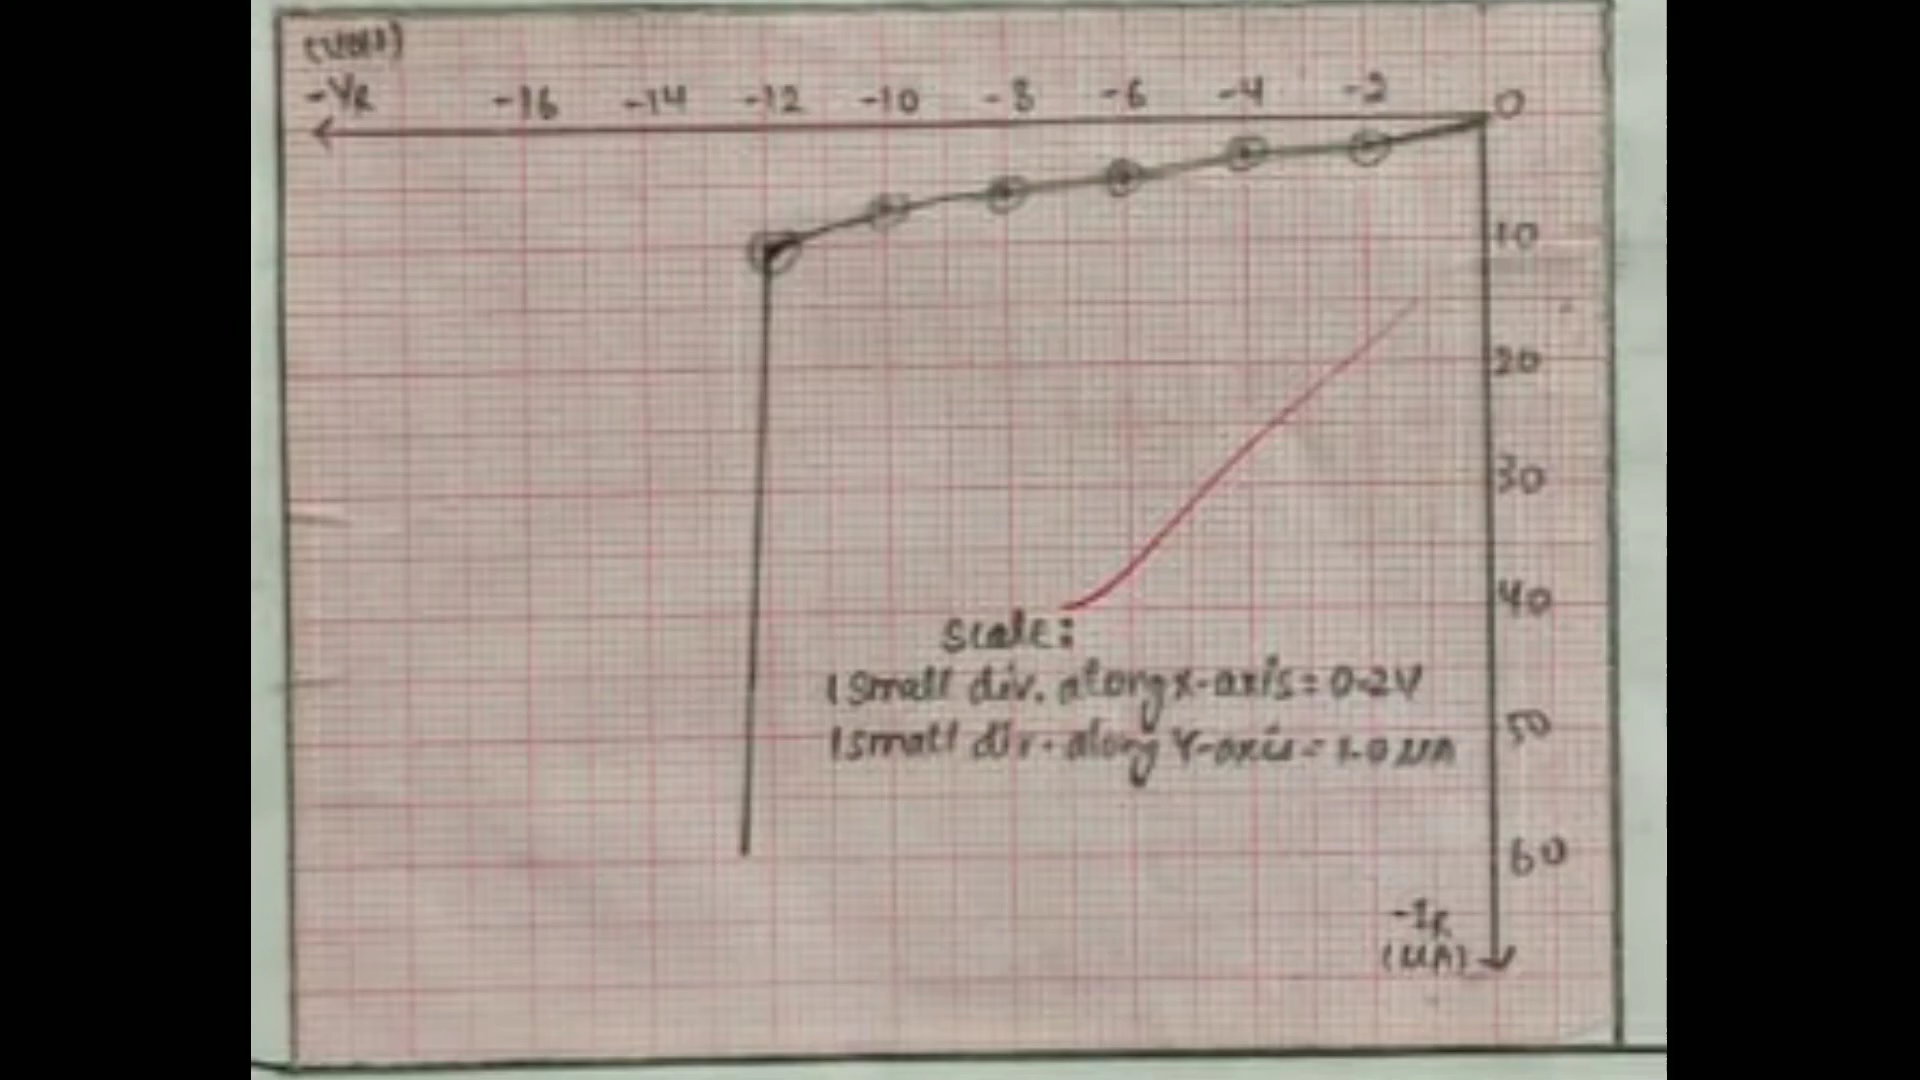 (Volt)
-VR -16 -14 -12 -10 -8 -6 -4 -2 0
10
20
30
40
Scale:
1 Small div. along x-axis = 0.2V
50
1 small div. along Y-axis = 1.0 μA
60
-IR
(μA)